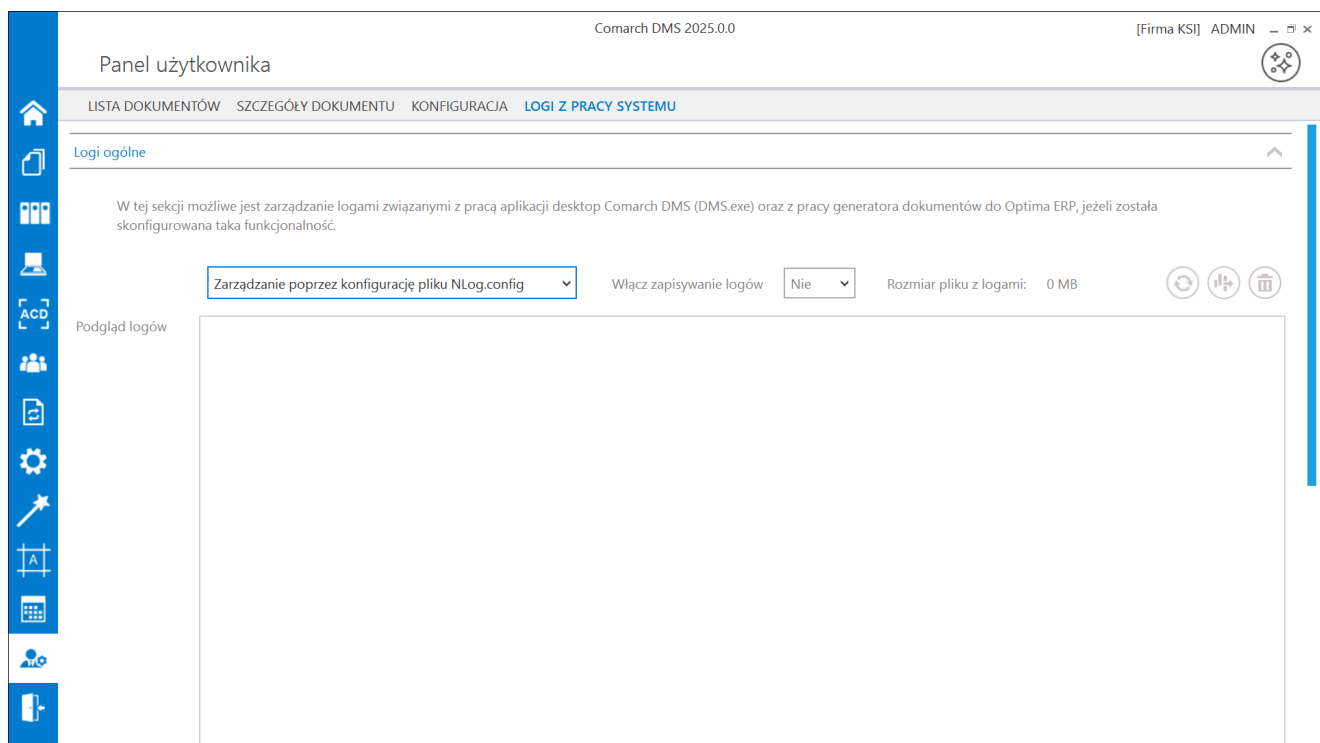 Comarch DMS 2025.0.0
[Firma KSI] ADMIN
Panel użytkownika
LISTA DOKUMENTÓW SZCZEGÓŁY DOKUMENTU KONFIGURACJA LOGI Z PRACY SYSTEMU
Logi ogólne
W tej sekcji możliwe jest zarządzanie logami związanymi z pracą aplikacji desktop Comarch DMS (DMS.exe) oraz z pracy generatora dokumentów do Optima ERP, jeżeli została
skonfigurowana taka funkcjonalność.
Zarządzanie poprzez konfigurację pliku NLog.config Włącz zapisywanie logów Nie Rozmiar pliku z logami: 0 MB
Podgląd logów
ACD
A